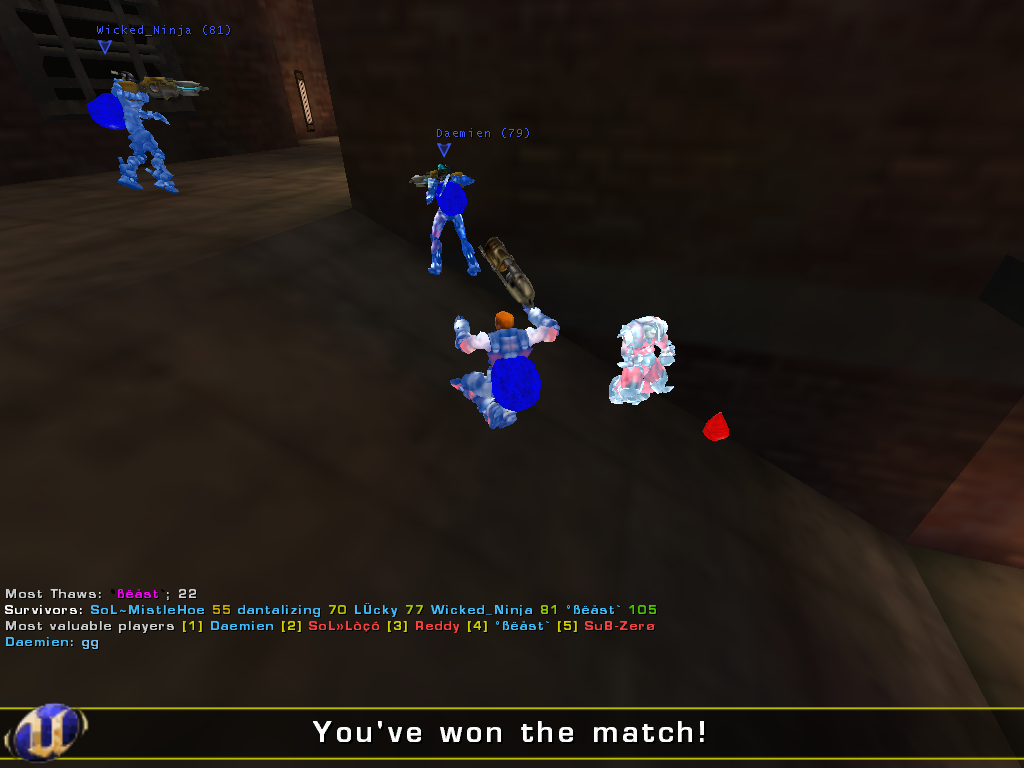 Wicked_Ninja (81)
Daemien (79)
Most Thaws: °ßêâst`; 22
Survivors: SoL~MistleHoe 55 dantalizing 70 LÜcky 77 Wicked_Ninja 81 °ßêâst` 105
Most valuable players [1] Daemien [2] SoL»Lòçô [3] Reddy [4] °ßêâst` [5] SuB-Zerø
Daemien: gg
You've won the match!